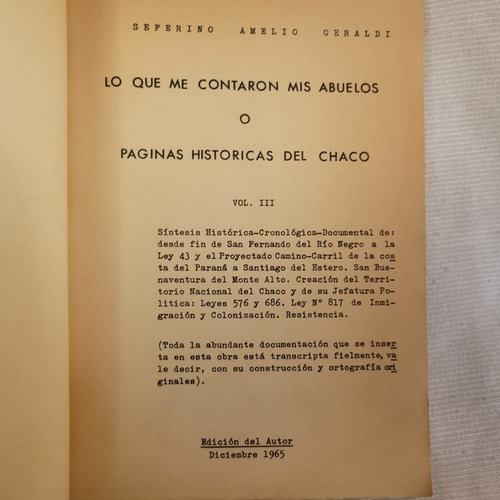 SEFERINO AMELIO GERALDI
LO QUE ME CONTARON MIS ABUELOS
O
PAGINAS HISTORICAS DEL CHACO
VOL. III
Síntesis Histórica-Cronológica-Documental de:
desde fin de San Fernando del Río Negro a la
Ley 43 y el Proyectado Camino-Carril de la cos
ta del Paraná a Santiago del Estero. San Bue-
naventura del Monte Alto. Creación del Terri-
torio Nacional del Chaco y de su Jefatura Po-
lítica: Leyes 576 y 686. Ley Nº 817 de Inmi-
gración y Colonización. Resistencia.
(Toda la abundante documentación que se inser
ta en esta obra está transcripta fielmente, va
le decir, con su construcción y ortografía ori
ginales).
Edición del Autor
Diciembre 1965